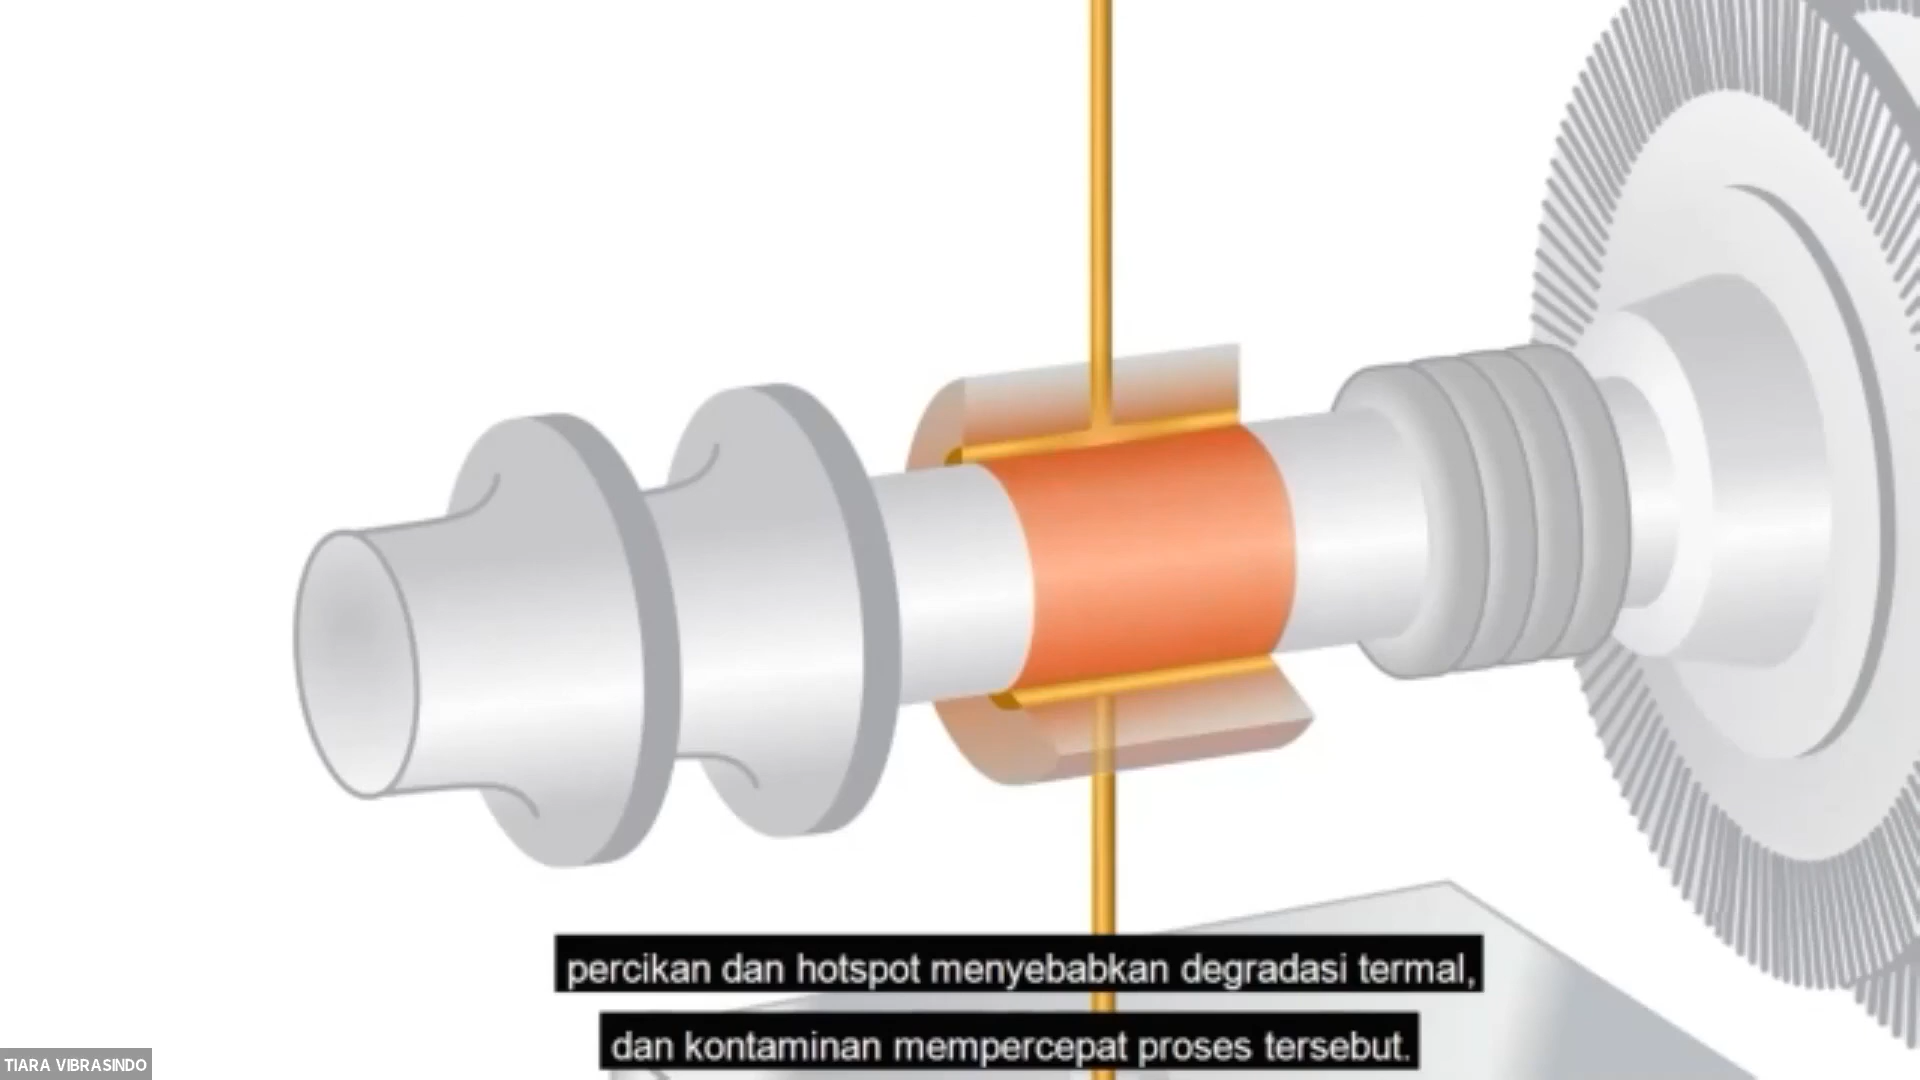 percikan dan hotspot menyebabkan degradasi termal,
dan kontaminan mempercepat proses tersebut.
TIARA VIBRASINDO